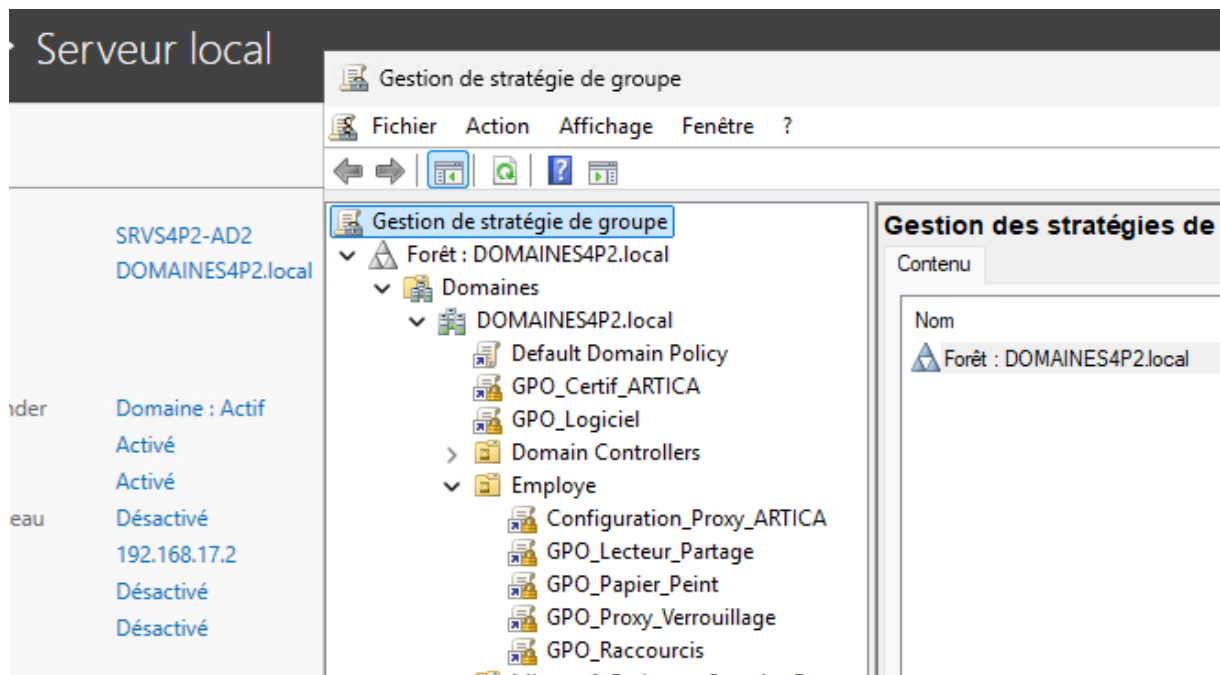 Serveur local
SRVS4P2-AD2
DOMAINES4P2.local
nder Domaine : Actif
Activé
Activé
eau Désactivé
192.168.17.2
Désactivé
Désactivé
Gestion de stratégie de groupe
Fichier Action Affichage Fenêtre ?
Gestion de stratégie de groupe
Forêt : DOMAINES4P2.local
Domaines
DOMAINES4P2.local
Default Domain Policy
GPO_Certif_ARTICA
GPO_Logiciel
Domain Controllers
Employe
Configuration_Proxy_ARTICA
GPO_Lecteur_Partage
GPO_Papier_Peint
GPO_Proxy_Verrouillage
GPO_Raccourcis
Gestion des stratégies de
Contenu
Nom
Forêt : DOMAINES4P2.local